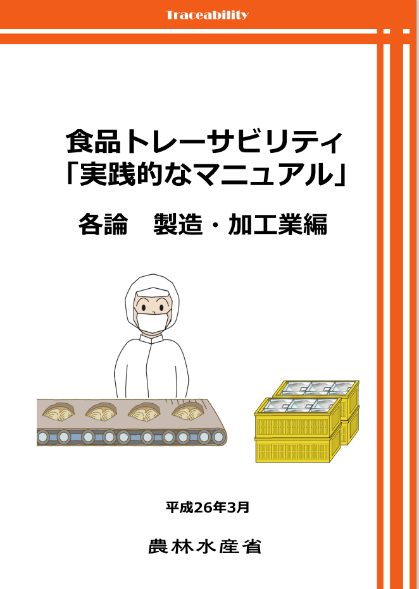 Traceability
食品トレーサビリティ
「実践的なマニュアル」
各論　製造・加工業編
平成26年3月
農林水産省